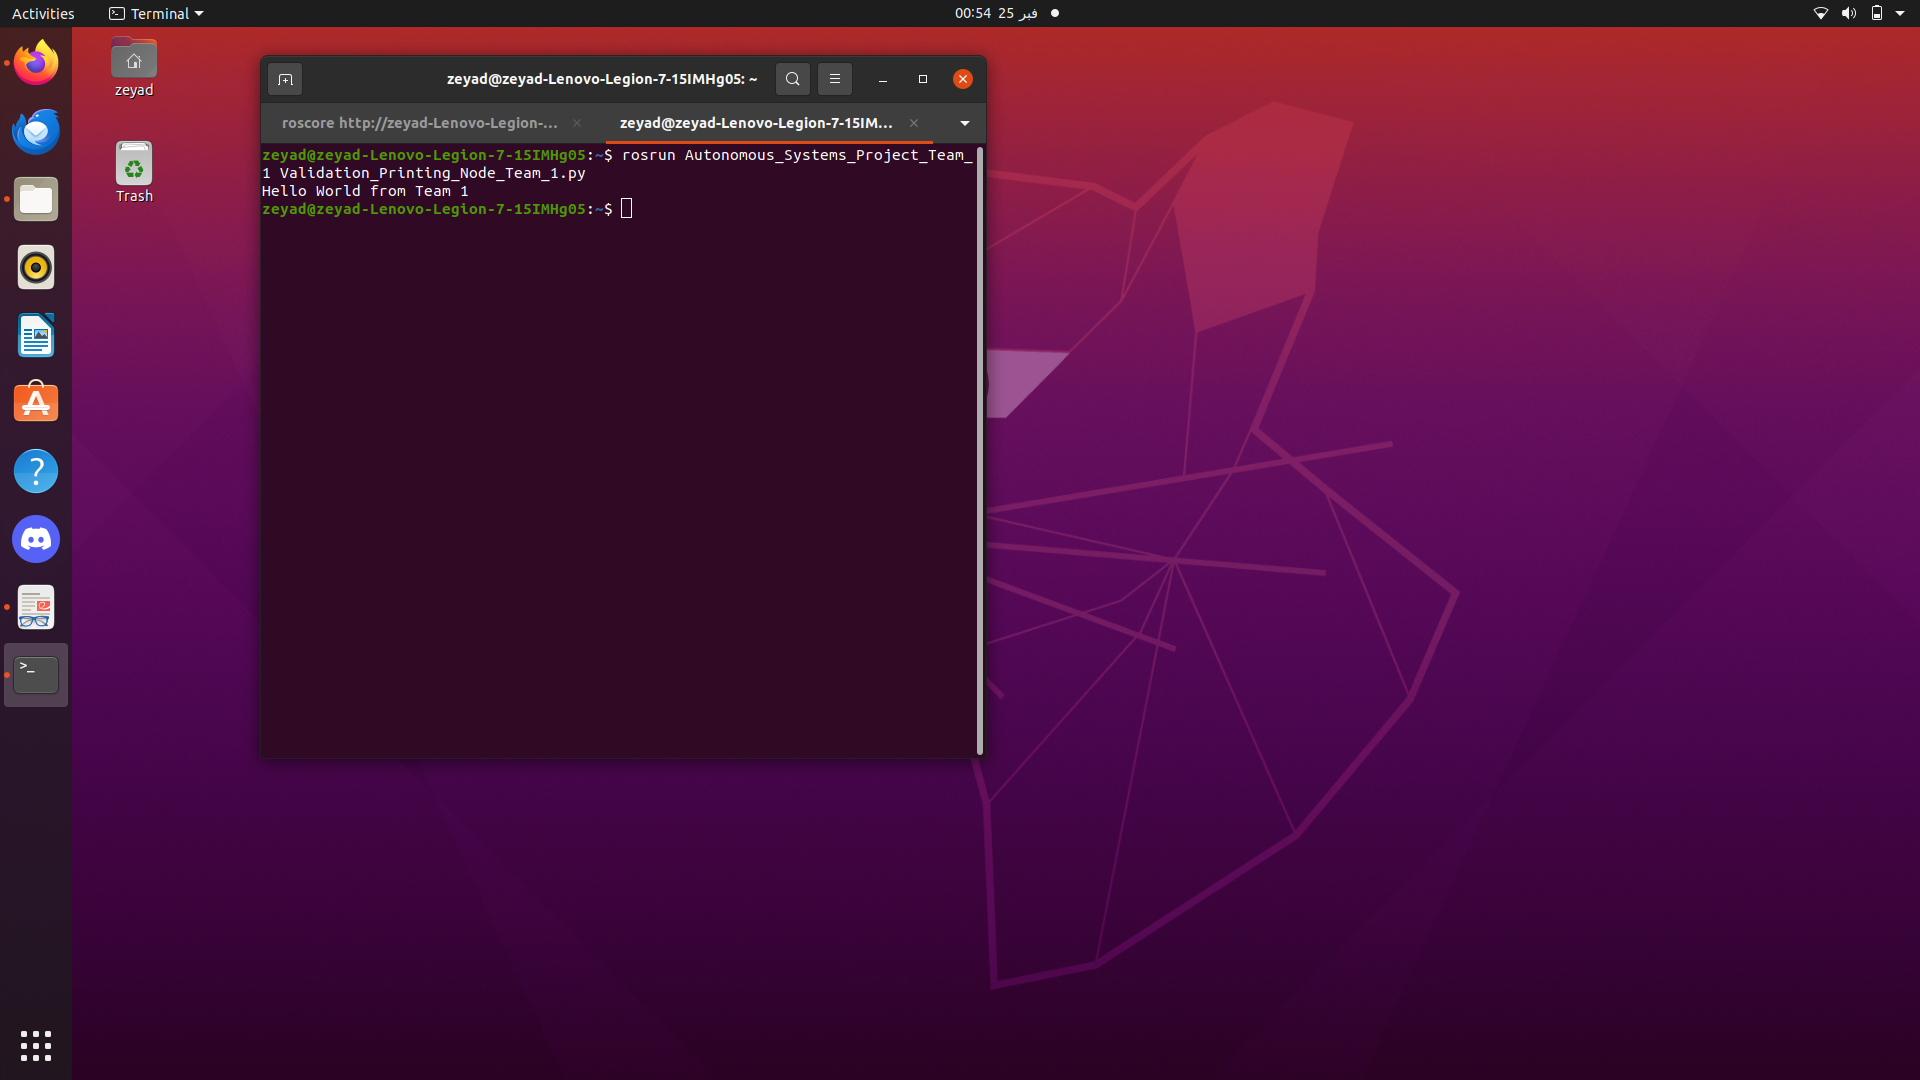 Activities
Terminal
00:54 25 فبر
zeyad
Trash
zeyad@zeyad-Lenovo-Legion-7-15IMHg05: ~
roscore http://zeyad-Lenovo-Legion-...
zeyad@zeyad-Lenovo-Legion-7-15IM...
zeyad@zeyad-Lenovo-Legion-7-15IMHg05:~$ rosrun Autonomous_Systems_Project_Team_
1 Validation_Printing_Node_Team_1.py
Hello World from Team 1
zeyad@zeyad-Lenovo-Legion-7-15IMHg05:~$